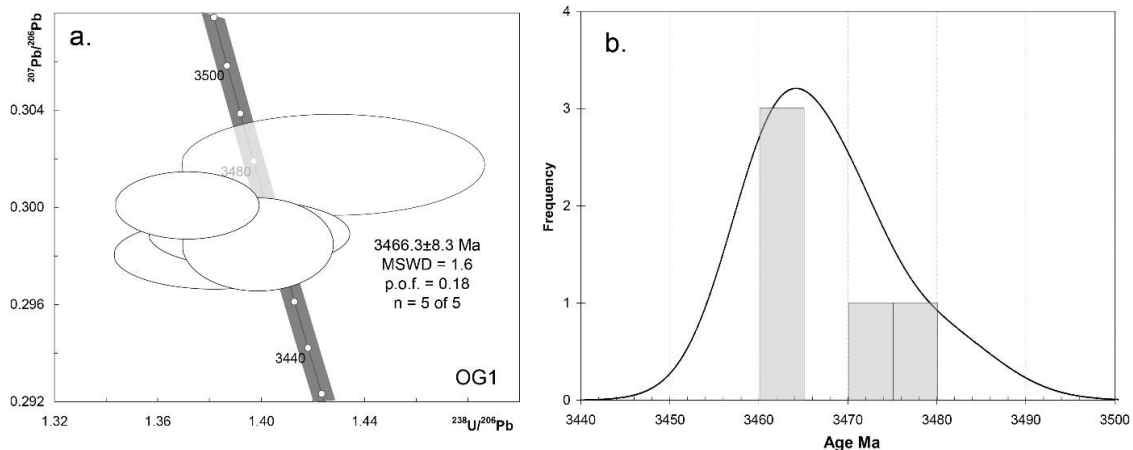 a.
207Pb/206Pb
3500
0.304
3480
0.300
3466.3±8.3 Ma
MSWD = 1.6
p.o.f. = 0.18
n = 5 of 5
0.296
3440
OG1
0.292
1.32
1.36
1.40
1.44
238U/206Pb
b.
4
3
2
1
0
Frequency
3440
3450
3460
3470
3480
3490
3500
Age Ma